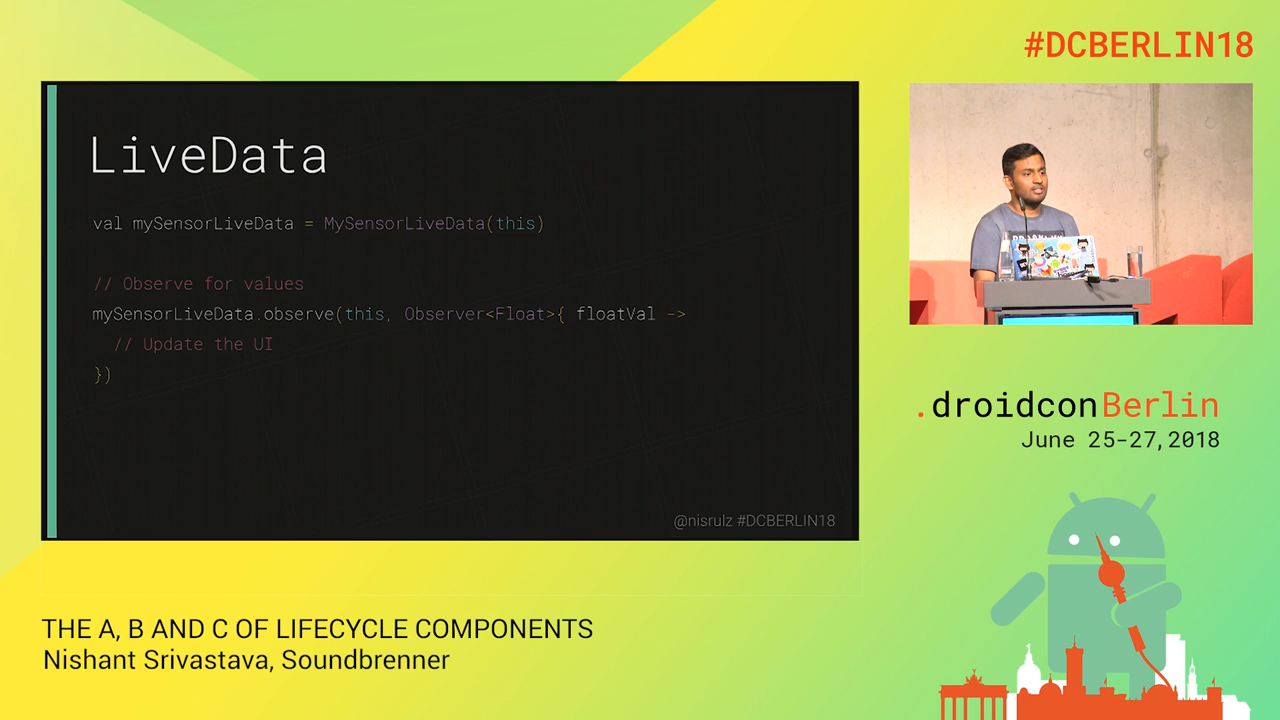 #DCBERLIN18
LiveData
val mySensorLiveData = MySensorLiveData(this)
// Observe for values
mySensorLiveData.observe(this, Observer<Float>{ floatVal ->
// Update the UI
})
@nisrulz #DCBERLIN18
.droidconBerlin
June 25-27, 2018
THE A, B AND C OF LIFECYCLE COMPONENTS
Nishant Srivastava, Soundbrenner